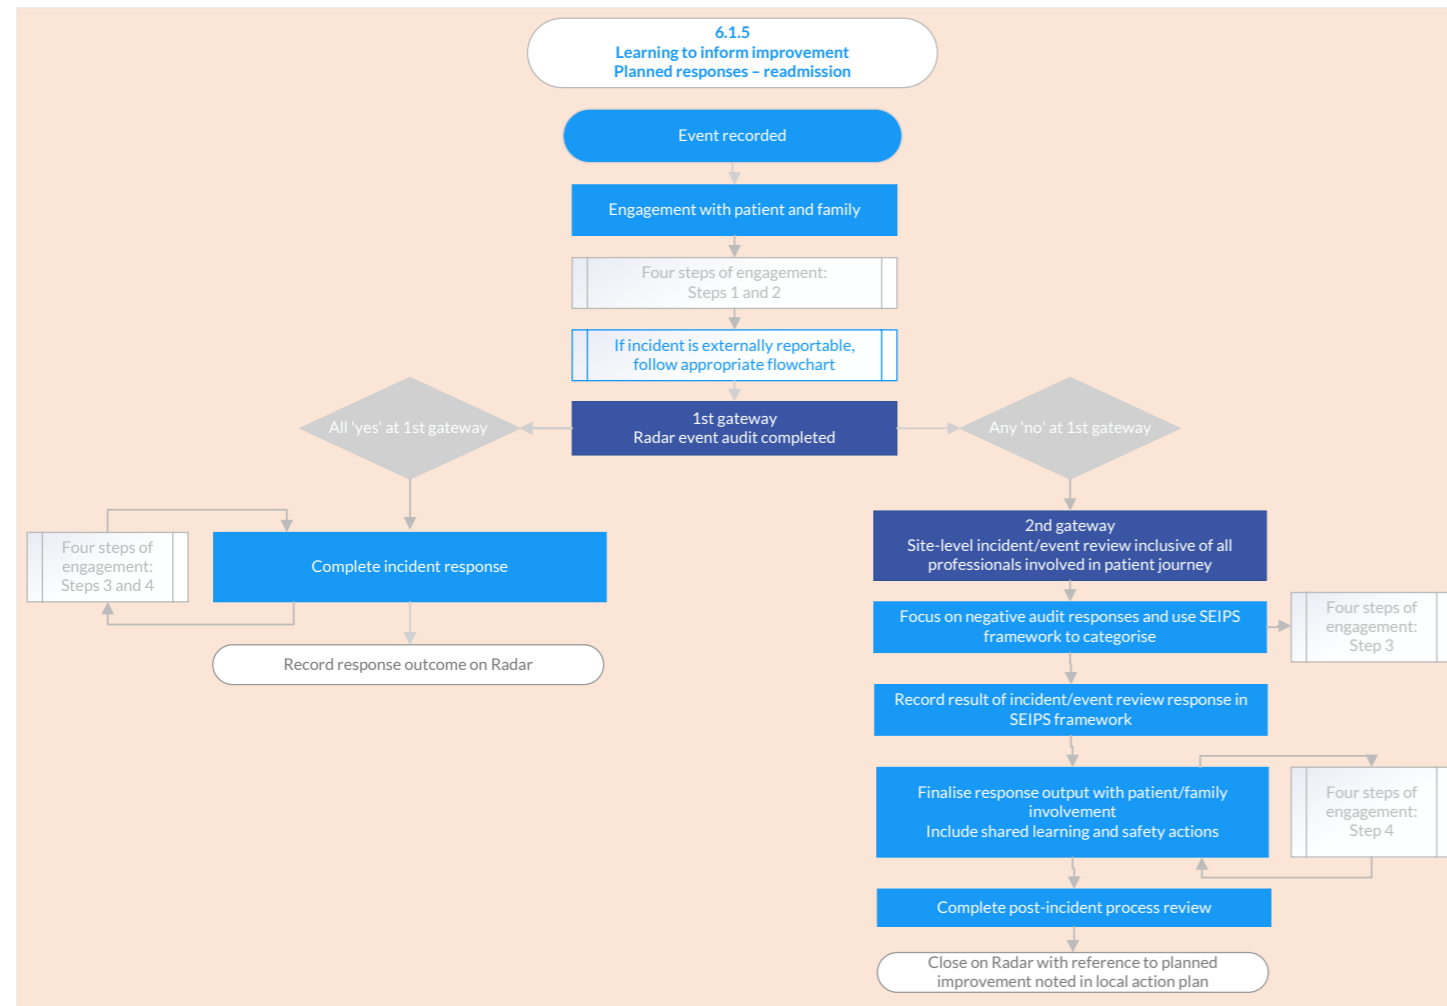 6.1.5
Learning to inform improvement
Planned responses – readmission
Event recorded
Engagement with patient and family
Four steps of engagement:
Steps 1 and 2
If incident is externally reportable,
follow appropriate flowchart
All 'yes' at 1st gateway
1st gateway
Radar event audit completed
Any 'no' at 1st gateway
Four steps of
engagement:
Steps 3 and 4
Complete incident response
Record response outcome on Radar
2nd gateway
Site-level incident/event review inclusive of all
professionals involved in patient journey
Focus on negative audit responses and use SEIPS
framework to categorise
Four steps of
engagement:
Step 3
Record result of incident/event review response in
SEIPS framework
Finalise response output with patient/family
involvement
Include shared learning and safety actions
Four steps of
engagement:
Step 4
Complete post-incident process review
Close on Radar with reference to planned
improvement noted in local action plan